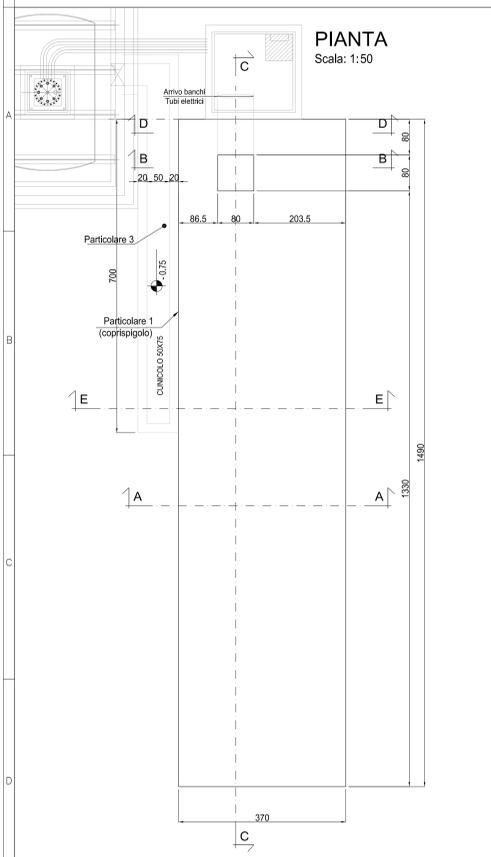 PIANTA
Scala: 1:50
C
A
Arrivo banchi
Tubi elettrici
D
D
80
B
B
80
20 50 20
86.5
80
203.5
Particolare 3
700
-0.75
Particolare 1
(coprispigolo)
B
CUNICOLO 50X75
E
E
1490
1330
A
A
C
D
370
C